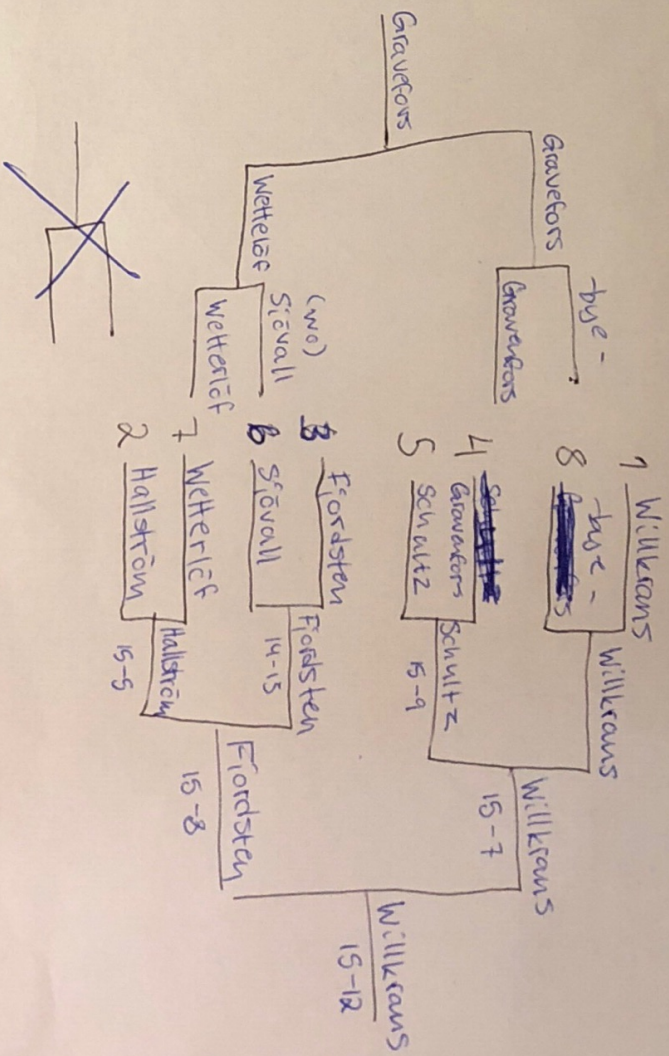 1 Willkrans
8 -bye-
Willkrans
4 Gravefors
5 Schultz
Schultz
15-9
Willkrans
15-7
3 Fjordsten
6 Sjövall
Fjordsten
14-13
7 Wetterlöf
2 Hallström
Hallström
15-5
Fjordsten
15-8
Willkrans
15-12
-bye-
Gravefors
Gravefors
(wo)
Sjövall
Wetterlöf
Wetterlöf
Gravefors